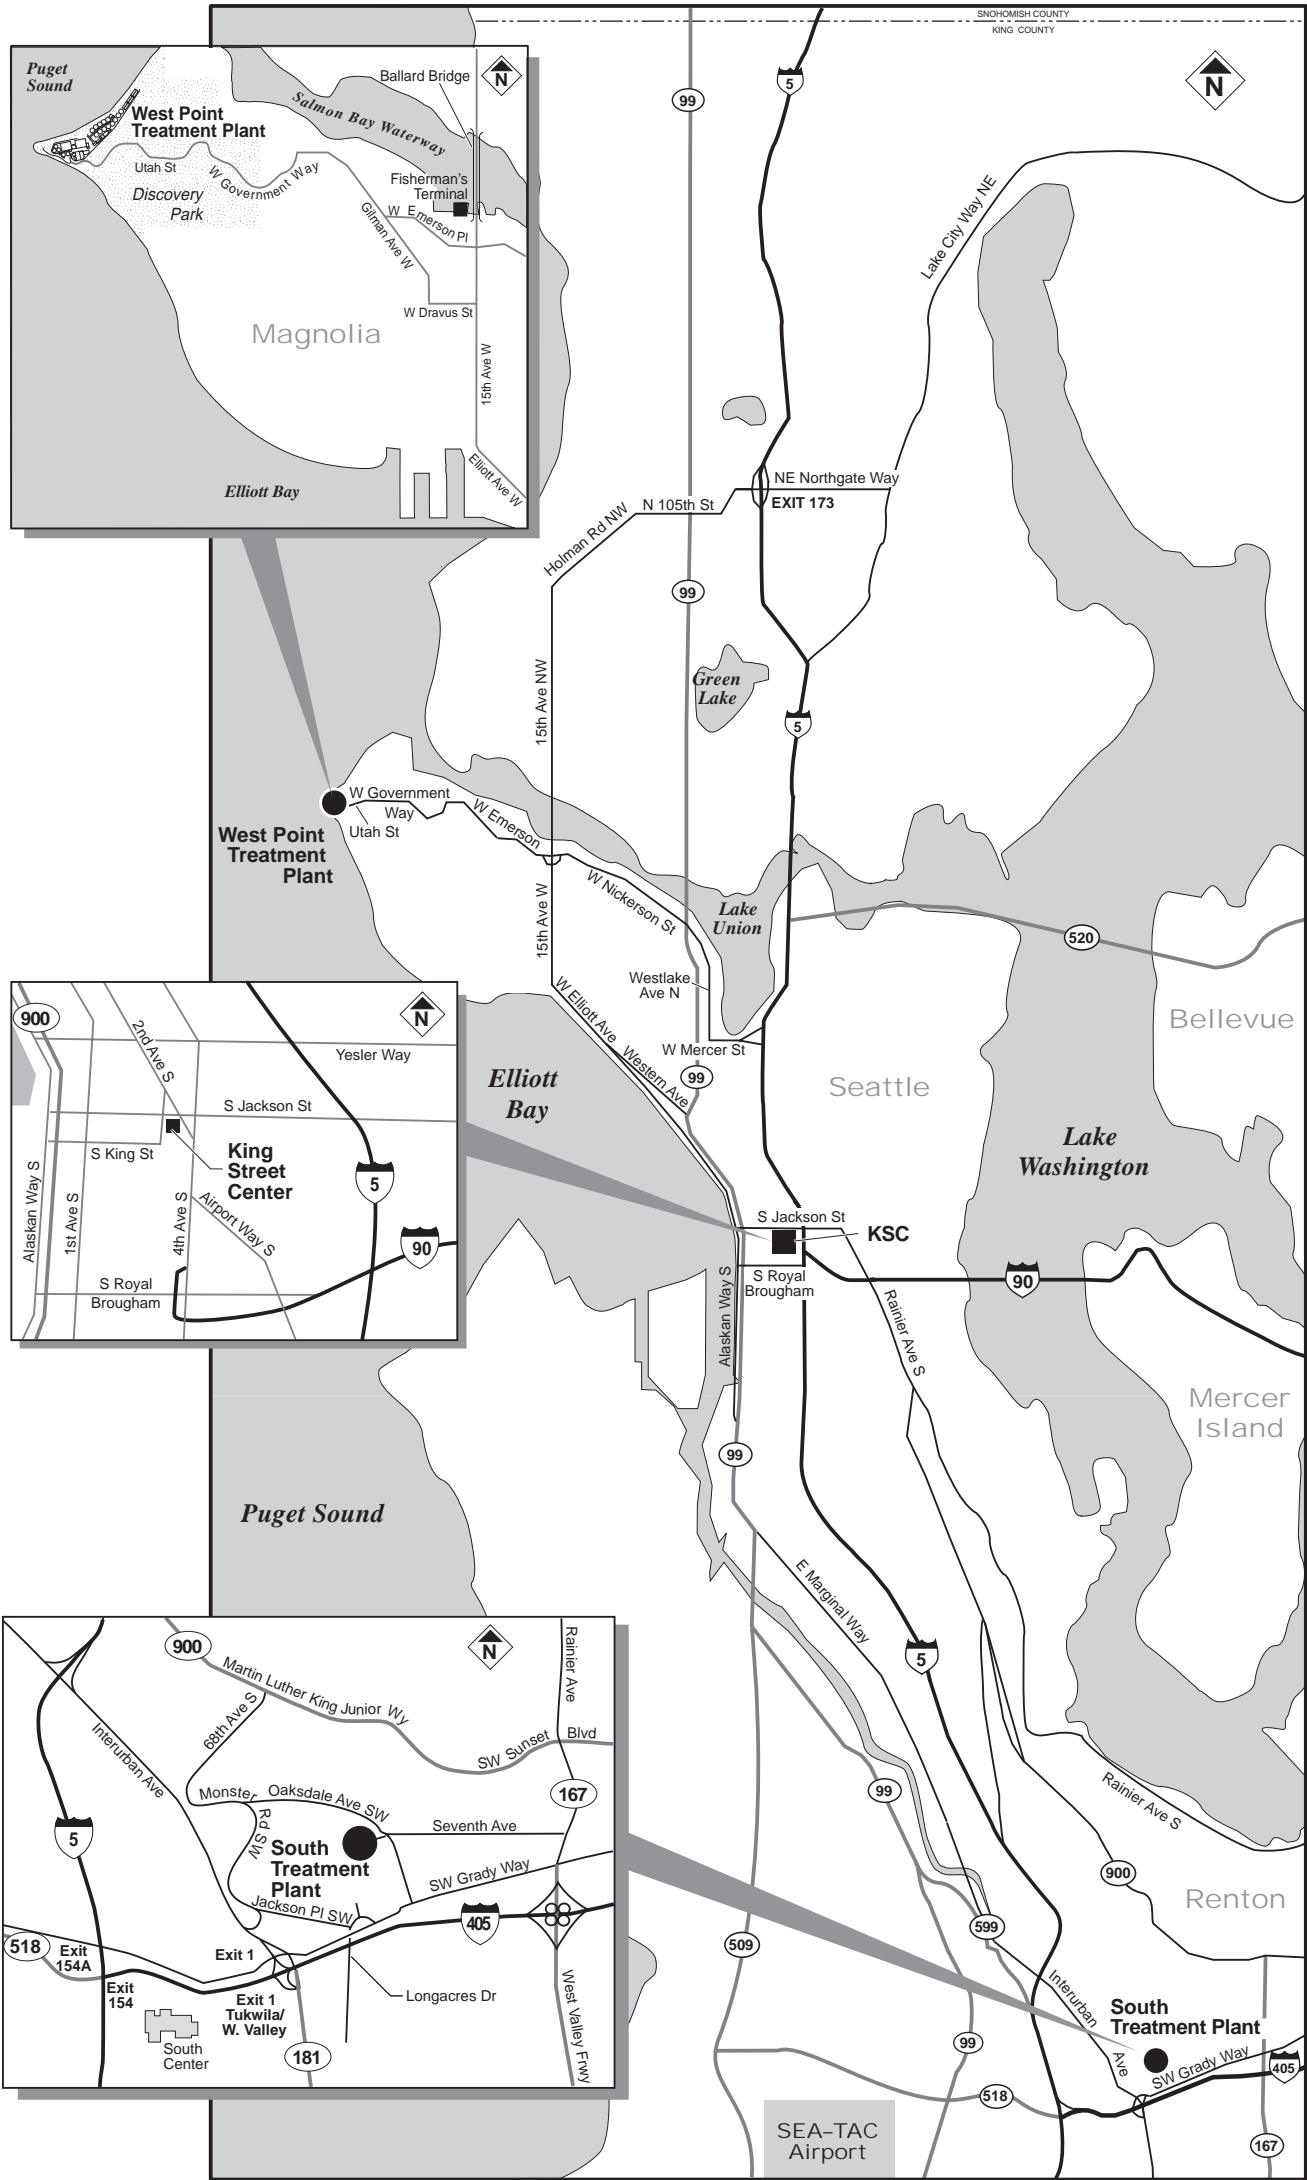 SNOHOMISH COUNTY
KING COUNTY
N
5
99
Lake City Way NE
NE Northgate Way
EXIT 173
N 105th St
Holman Rd NW
99
15th Ave NW
Green
Lake
5
W Government
Way
Utah St
W Emerson
West Point
Treatment
Plant
15th Ave W
W Nickerson St
Lake
Union
520
Westlake
Ave N
W Elliott Ave
Western Ave
W Mercer St
99
Bellevue
Seattle
Elliott
Bay
Lake
Washington
S Jackson St
KSC
S Royal
Brougham
Alaskan Way S
90
Rainier Ave S
Mercer
Island
99
Puget Sound
E Marginal Way
5
99
Rainier Ave S
900
Renton
599
509
Interurban
Ave
South
Treatment Plant
SW Grady Way
405
99
518
SEA–TAC
Airport
167
Puget
Sound
West Point
Treatment Plant
Ballard Bridge
N
Salmon Bay Waterway
Utah St
W Government Way
Discovery
Park
Fisherman's
Terminal
W Emerson Pl
Gilman Ave W
W Dravus St
Magnolia
15th Ave W
Elliott Ave W
Elliott Bay
900
N
2nd Ave S
Yesler Way
S Jackson St
S King St
King
Street
Center
5
Alaskan Way S
1st Ave S
4th Ave S
Airport Way S
90
S Royal
Brougham
900
N
Rainier Ave
Martin Luther King Junior Wy
68th Ave S
SW Sunset Blvd
Interurban Ave
Monster
Rd SW
Oaksdale Ave SW
167
5
Seventh Ave
South
Treatment
Plant
SW Grady Way
Jackson Pl SW
405
518
Exit
154A
Exit 1
Exit
154
Exit 1
Tukwila/
W. Valley
Longacres Dr
West Valley Frwy
South
Center
181